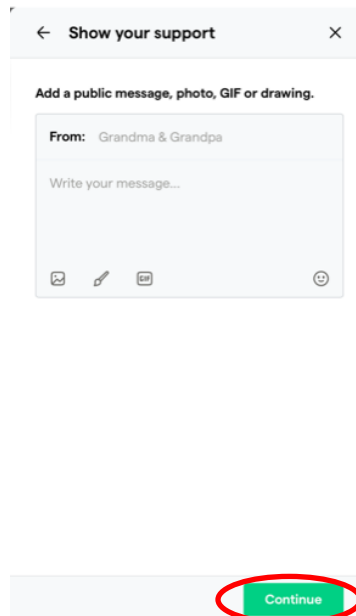 Show your support
Add a public message, photo, GIF or drawing.
From: Grandma & Grandpa
Write your message...
GIF
Continue